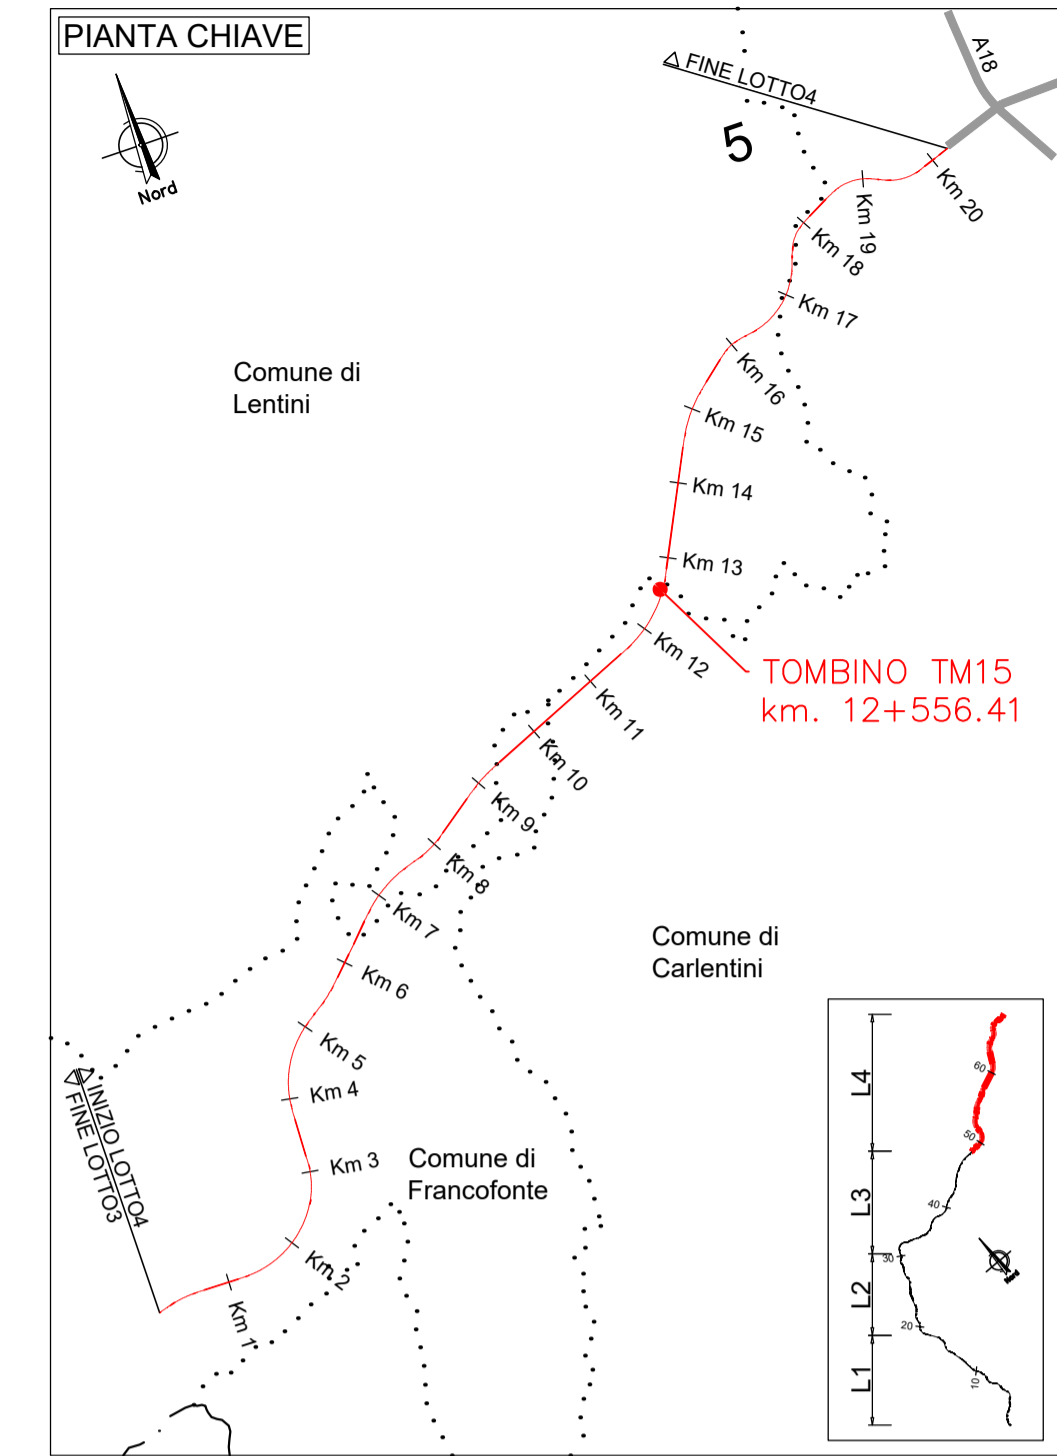 PIANTA CHIAVE
Nord
FINE LOTTO4
A18
5
Km 20
Km 19
Km 18
Km 17
Comune di
Lentini
Km 16
Km 15
Km 14
Km 13
Km 12
TOMBINO TM15
km. 12+556.41
Km 11
Km 10
Km 9
Km 8
Km 7
Comune di
Carlentini
Km 6
Km 5
Km 4
INIZIO LOTTO4
FINE LOTTO3
Km 3
Comune di
Francofonte
Km 2
Km 1
L4
60
50
L3
40
30
Nord
L2
20
L1
10